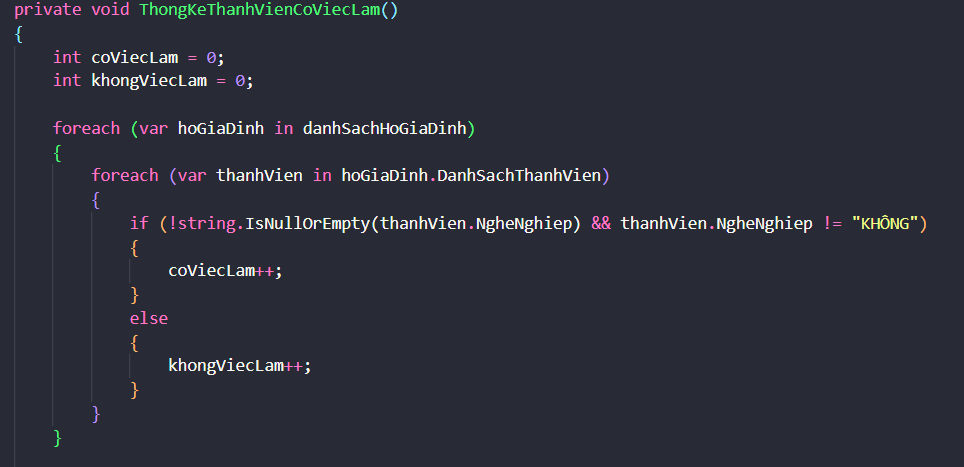 private void ThongKeThanhVienCoViecLam()
{
    int coViecLam = 0;
    int khongViecLam = 0;

    foreach (var hoGiaDinh in danhSachHoGiaDinh)
    {
        foreach (var thanhVien in hoGiaDinh.DanhSachThanhVien)
        {
            if (!string.IsNullOrEmpty(thanhVien.NgheNghiep) && thanhVien.NgheNghiep != "KHÔNG")
            {
                coViecLam++;
            }
            else
            {
                khongViecLam++;
            }
        }
    }